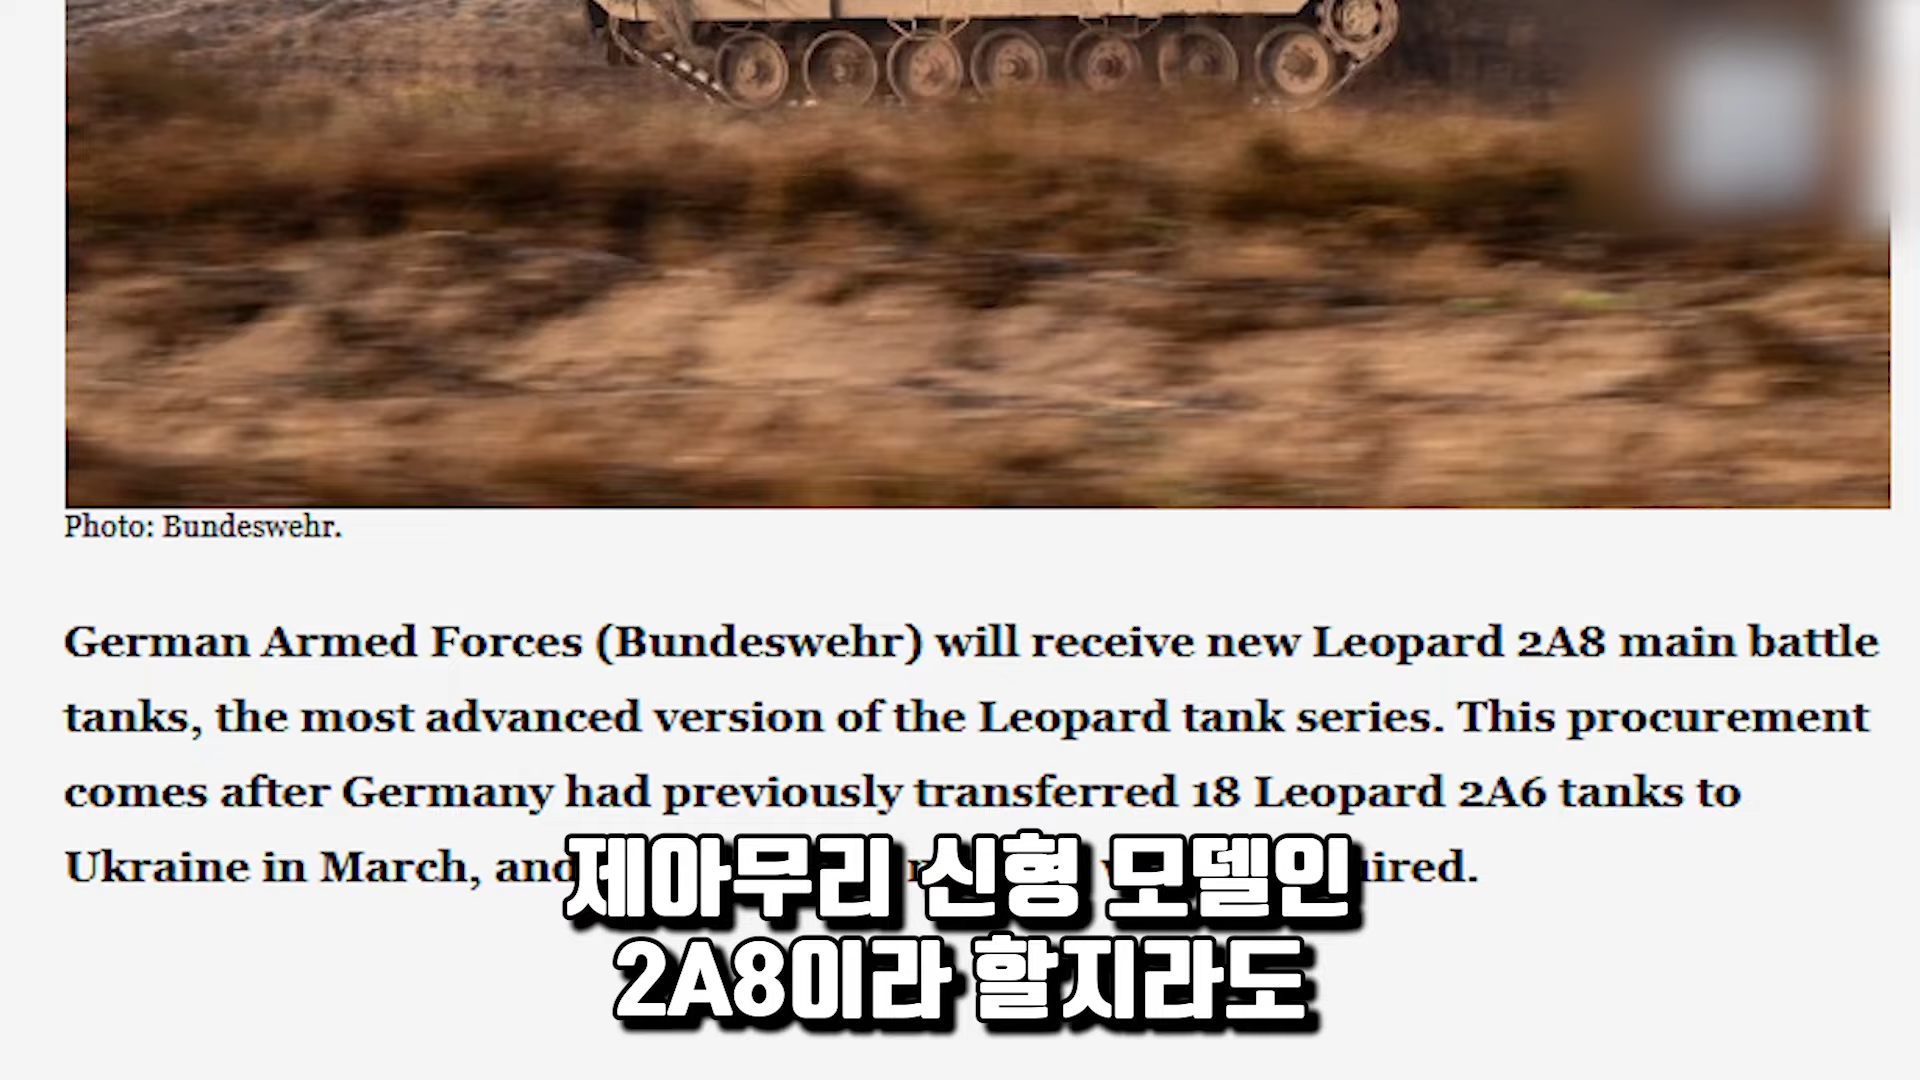 Photo: Bundeswehr.
German Armed Forces (Bundeswehr) will receive new Leopard 2A8 main battle
tanks, the most advanced version of the Leopard tank series. This procurement
comes after Germany had previously transferred 18 Leopard 2A6 tanks to
Ukraine in March, and
제아무리 신형 모델인
2A8이라 할지라도